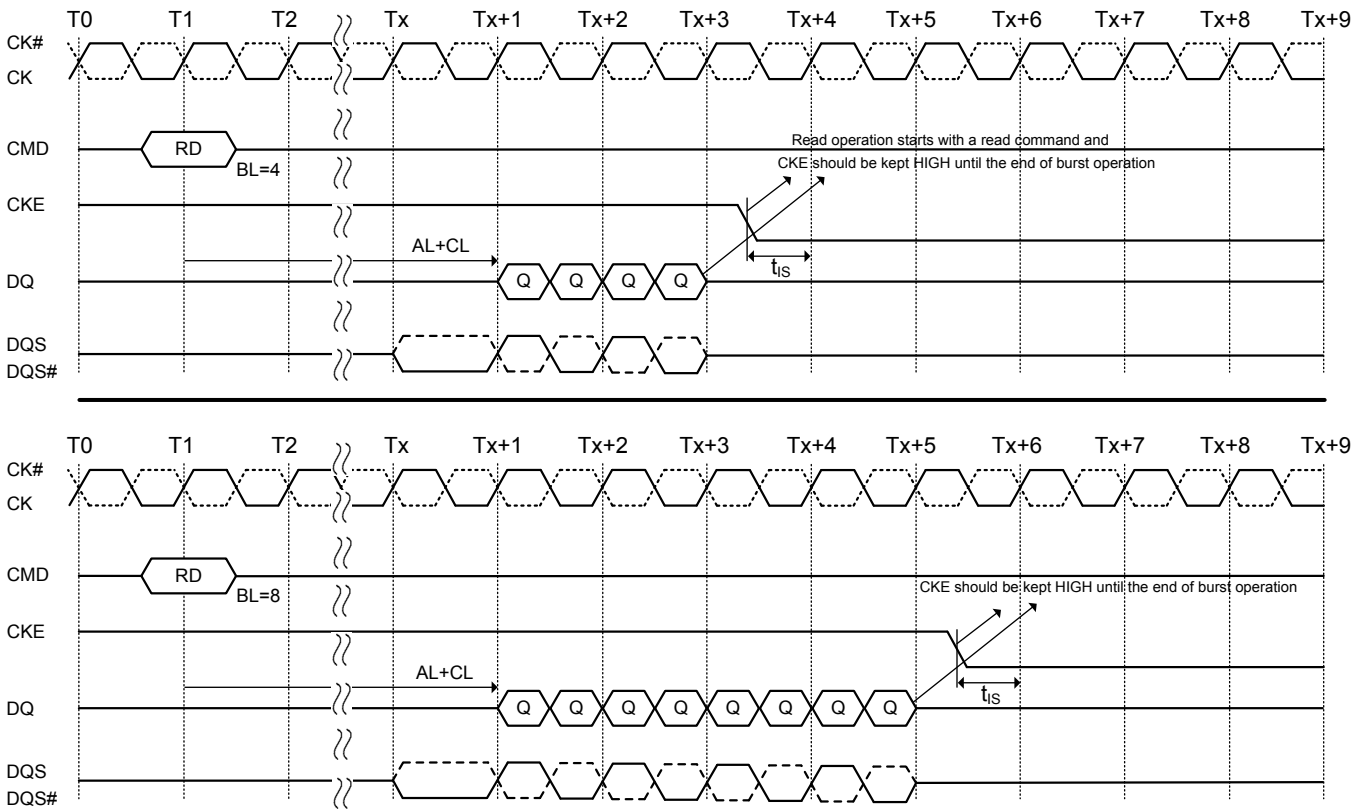 T0 T1 T2 Tx Tx+1 Tx+2 Tx+3 Tx+4 Tx+5 Tx+6 Tx+7 Tx+8 Tx+9
CK#
CK
CMD RD BL=4
Read operation starts with a read command and
CKE should be kept HIGH until the end of burst operation
CKE
AL+CL
tIS
DQ Q Q Q Q
DQS
DQS#
T0 T1 T2 Tx Tx+1 Tx+2 Tx+3 Tx+4 Tx+5 Tx+6 Tx+7 Tx+8 Tx+9
CK#
CK
CMD RD BL=8
CKE should be kept HIGH until the end of burst operation
CKE
AL+CL
tIS
DQ Q Q Q Q Q Q Q Q
DQS
DQS#